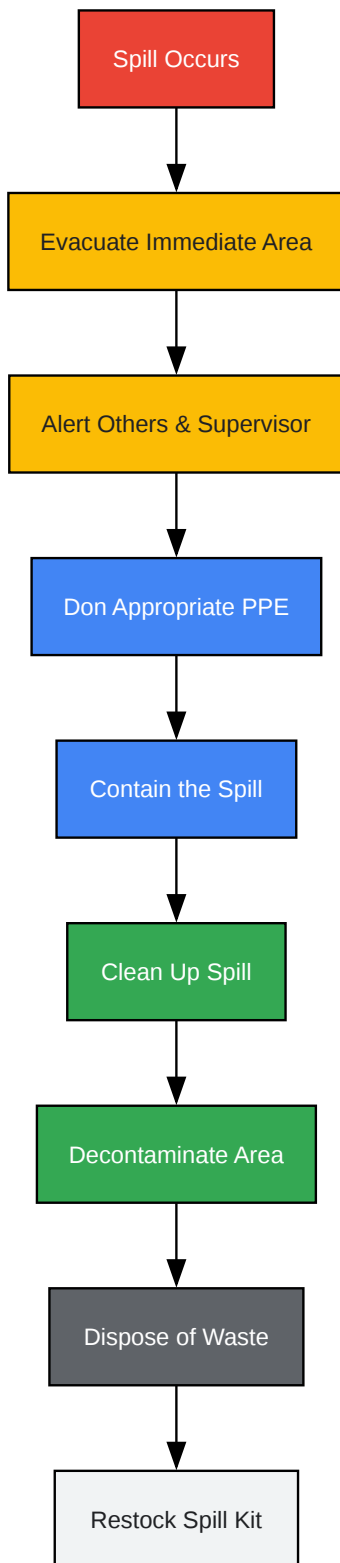 Spill Occurs
Evacuate Immediate Area
Alert Others & Supervisor
Don Appropriate PPE
Contain the Spill
Clean Up Spill
Decontaminate Area
Dispose of Waste
Restock Spill Kit